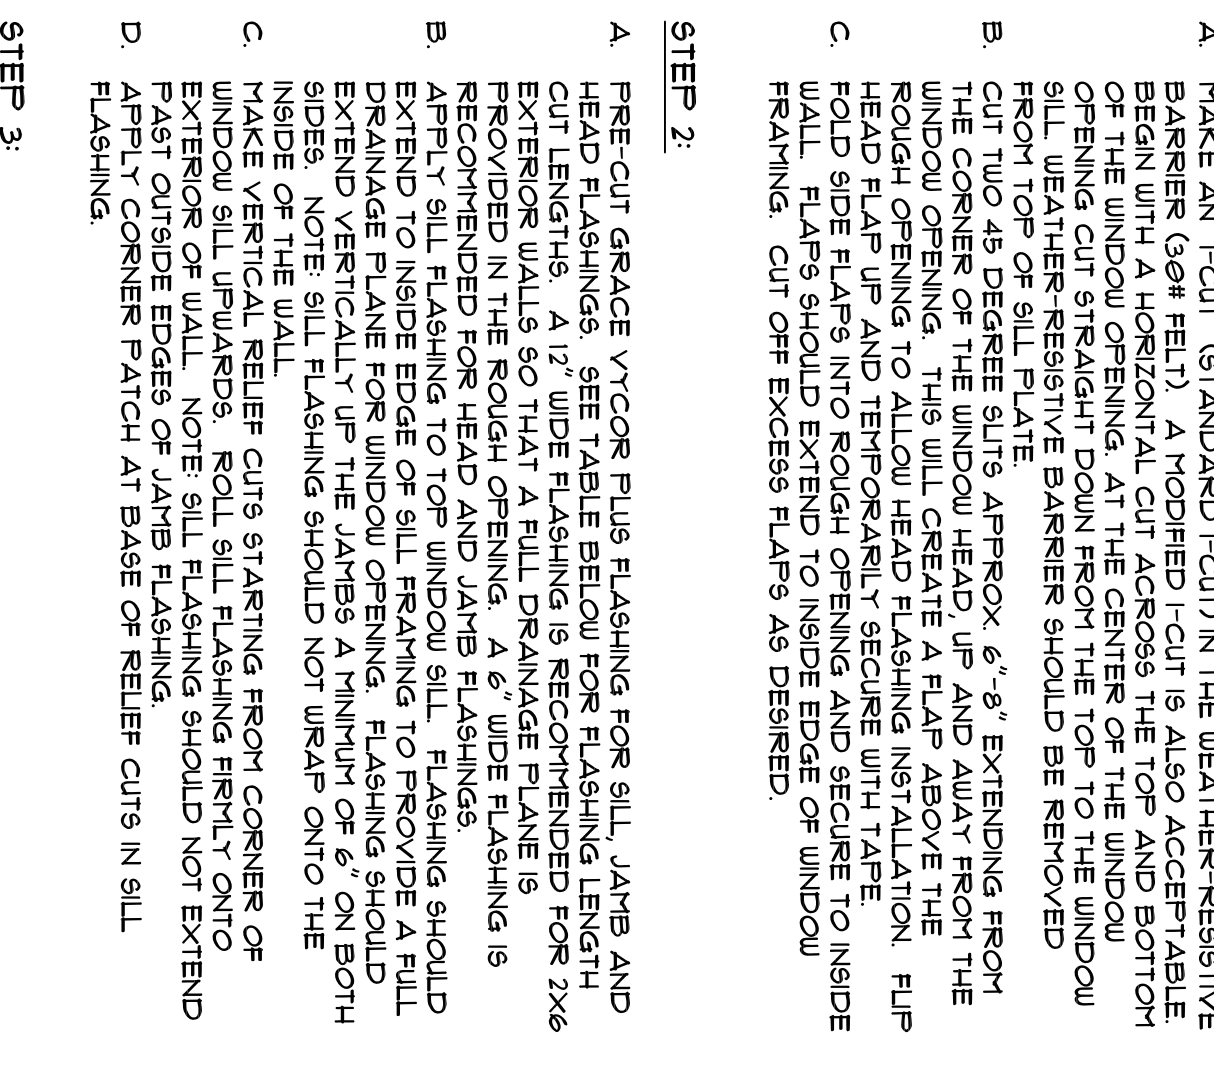 A. MAKE AN I-CUT (STANDARD I-CUT) IN THE WEATHER-RESISTIVE
BARRIER (30# FELT). A MODIFIED I-CUT IS ALSO ACCEPTABLE.
BEGIN WITH A HORIZONTAL CUT ACROSS THE TOP AND BOTTOM
OF THE WINDOW OPENING. AT THE CENTER OF THE WINDOW
OPENING CUT STRAIGHT DOWN FROM THE TOP TO THE WINDOW
SILL. WEATHER-RESISTIVE BARRIER SHOULD BE REMOVED
FROM TOP OF SILL PLATE.
B. CUT TWO 45 DEGREE SLITS APPROX. 6"-8" EXTENDING FROM
THE CORNER OF THE WINDOW HEAD, UP AND AWAY FROM THE
WINDOW OPENING. THIS WILL CREATE A FLAP ABOVE THE
ROUGH OPENING TO ALLOW HEAD FLASHING INSTALLATION. FLIP
HEAD FLAP UP AND TEMPORARILY SECURE WITH TAPE.
C. FOLD SIDE FLAPS INTO ROUGH OPENING AND SECURE TO INSIDE
WALL. FLAPS SHOULD EXTEND TO INSIDE EDGE OF WINDOW
FRAMING. CUT OFF EXCESS FLAPS AS DESIRED.
STEP 2:
A. PRE-CUT GRACE VYCOR PLUS FLASHING FOR SILL, JAMB AND
HEAD FLASHINGS. SEE TABLE BELOW FOR FLASHING LENGTH
CUT LENGTHS. A 12" WIDE FLASHING IS RECOMMENDED FOR 2X6
EXTERIOR WALLS SO THAT A FULL DRAINAGE PLANE IS
PROVIDED IN THE ROUGH OPENING. A 6" WIDE FLASHING IS
RECOMMENDED FOR HEAD AND JAMB FLASHINGS.
B. APPLY SILL FLASHING TO TOP WINDOW SILL. FLASHING SHOULD
EXTEND TO INSIDE EDGE OF SILL FRAMING TO PROVIDE A FULL
DRAINAGE PLANE FOR WINDOW OPENING. FLASHING SHOULD
EXTEND VERTICALLY UP THE JAMBS A MINIMUM OF 6" ON BOTH
SIDES. NOTE: SILL FLASHING SHOULD NOT WRAP ONTO THE
INSIDE OF THE WALL.
C. MAKE VERTICAL RELIEF CUTS STARTING FROM CORNER OF
WINDOW SILL UPWARDS. ROLL SILL FLASHING FIRMLY ONTO
EXTERIOR OF WALL. NOTE: SILL FLASHING SHOULD NOT EXTEND
PAST OUTSIDE EDGES OF JAMB FLASHING.
D. APPLY CORNER PATCH AT BASE OF RELIEF CUTS IN SILL
FLASHING.
STEP 3: